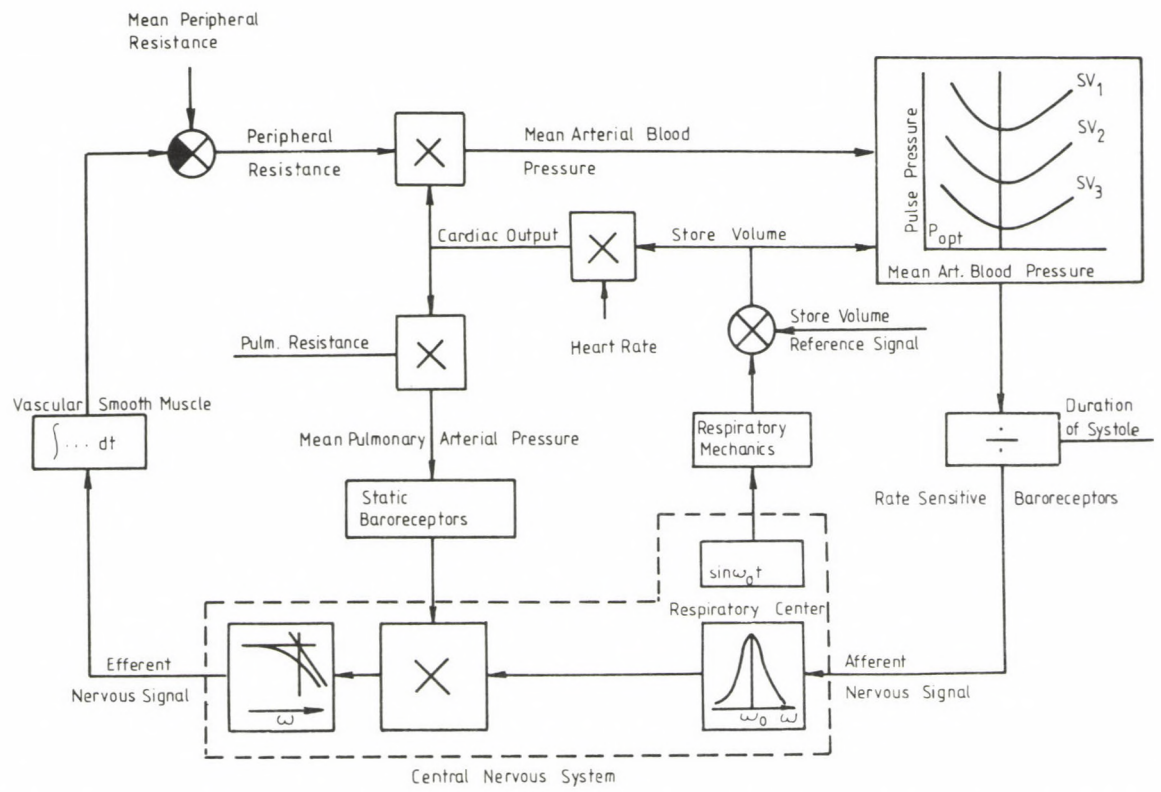 Mean Peripheral
Resistance
Peripheral
Resistance
×
Mean Arterial Blood
Pressure
Pulse Pressure
SV1
SV2
SV3
Popt
Mean Art. Blood Pressure
Cardiac Output
×
Store Volume
Heart Rate
Store Volume
Reference Signal
Pulm. Resistance
×
Vascular Smooth Muscle
∫... dt
Mean Pulmonary Arterial Pressure
Respiratory
Mechanics
÷
Duration
of Systole
Static
Baroreceptors
Rate Sensitive Baroreceptors
sinω0t
Respiratory Center
Efferent
Nervous Signal
ω
×
ω0 ω
Afferent
Nervous Signal
Central Nervous System